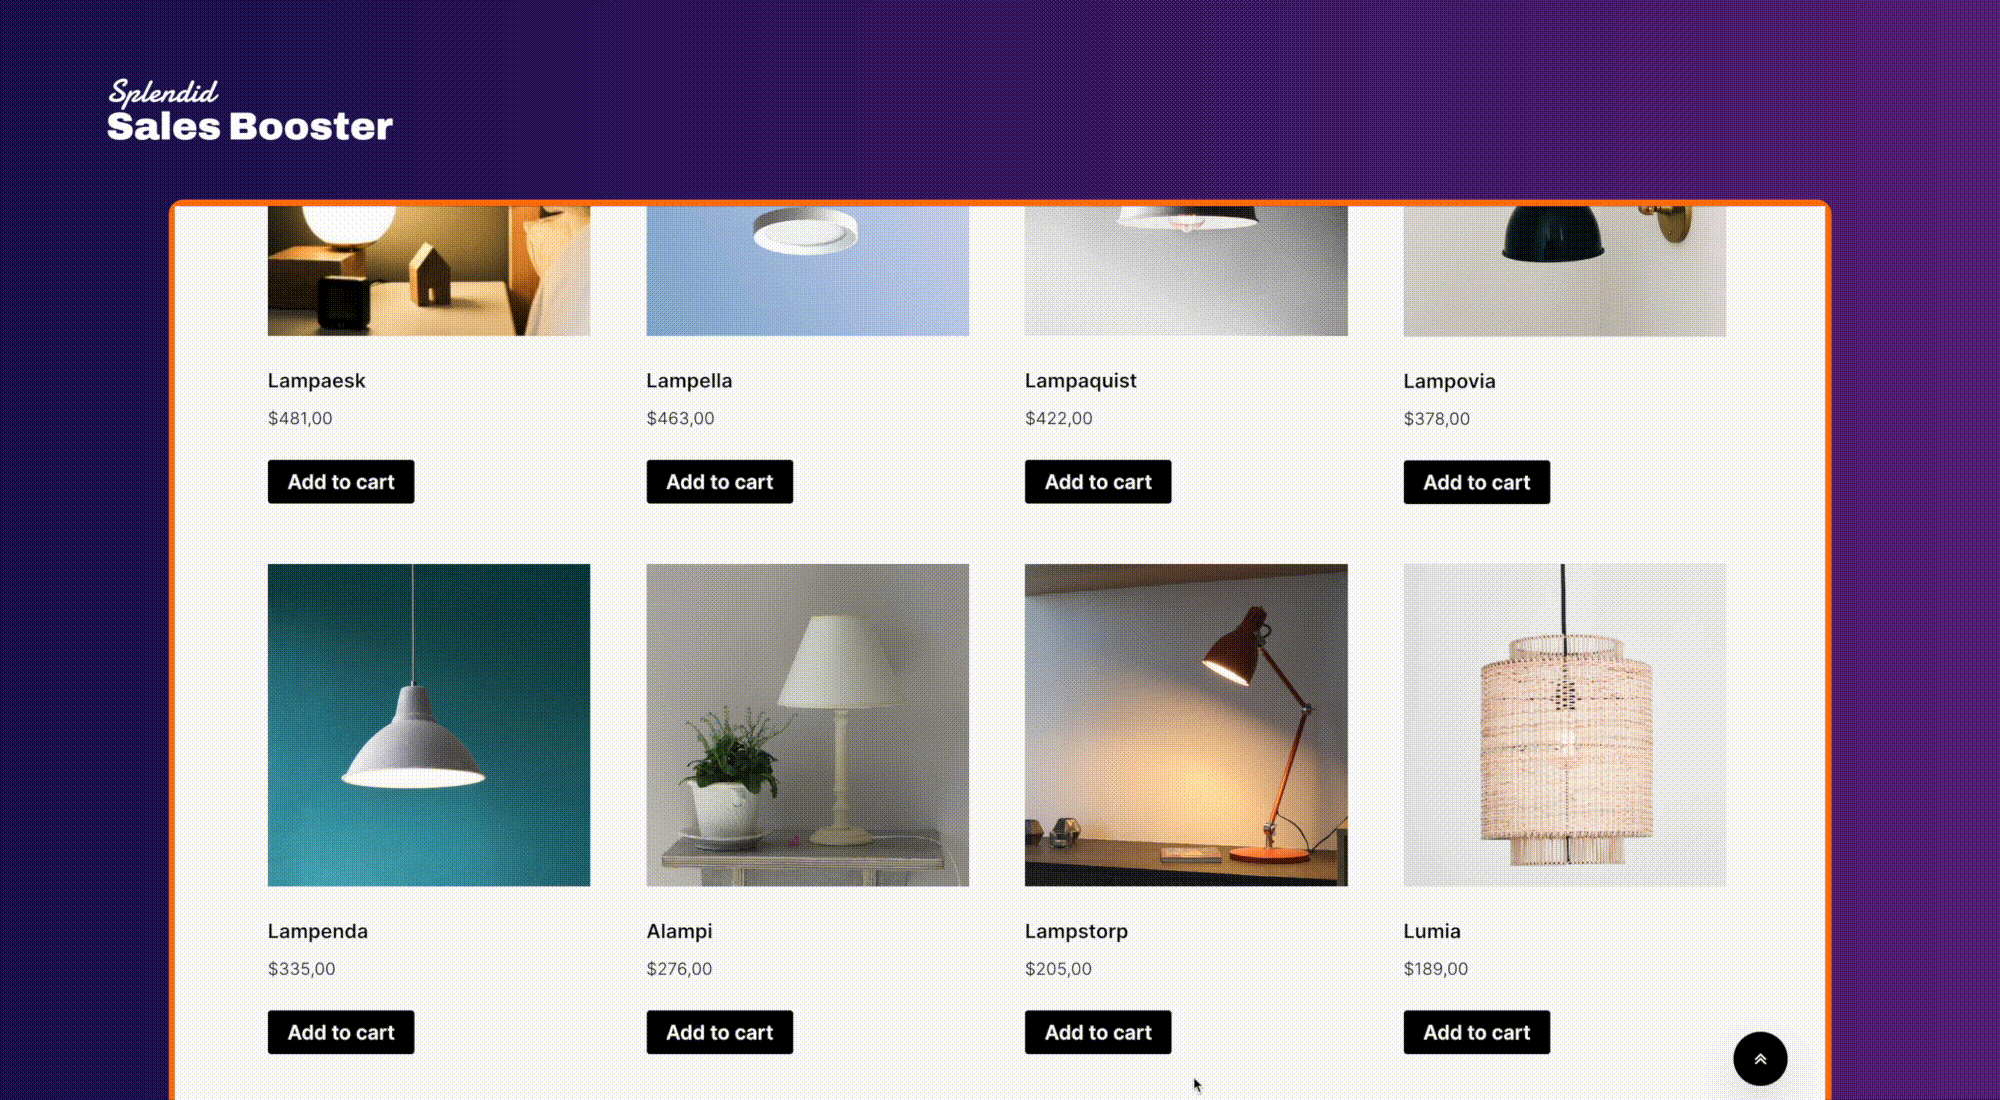 Splendid
Sales Booster
Lampaesk
Lampella
Lampaquist
Lampovia
$481,00
$463,00
$422,00
$378,00
Add to cart
Add to cart
Add to cart
Add to cart
Lampenda
Alampi
Lampstorp
Lumia
$335,00
$276,00
$205,00
$189,00
Add to cart
Add to cart
Add to cart
Add to cart